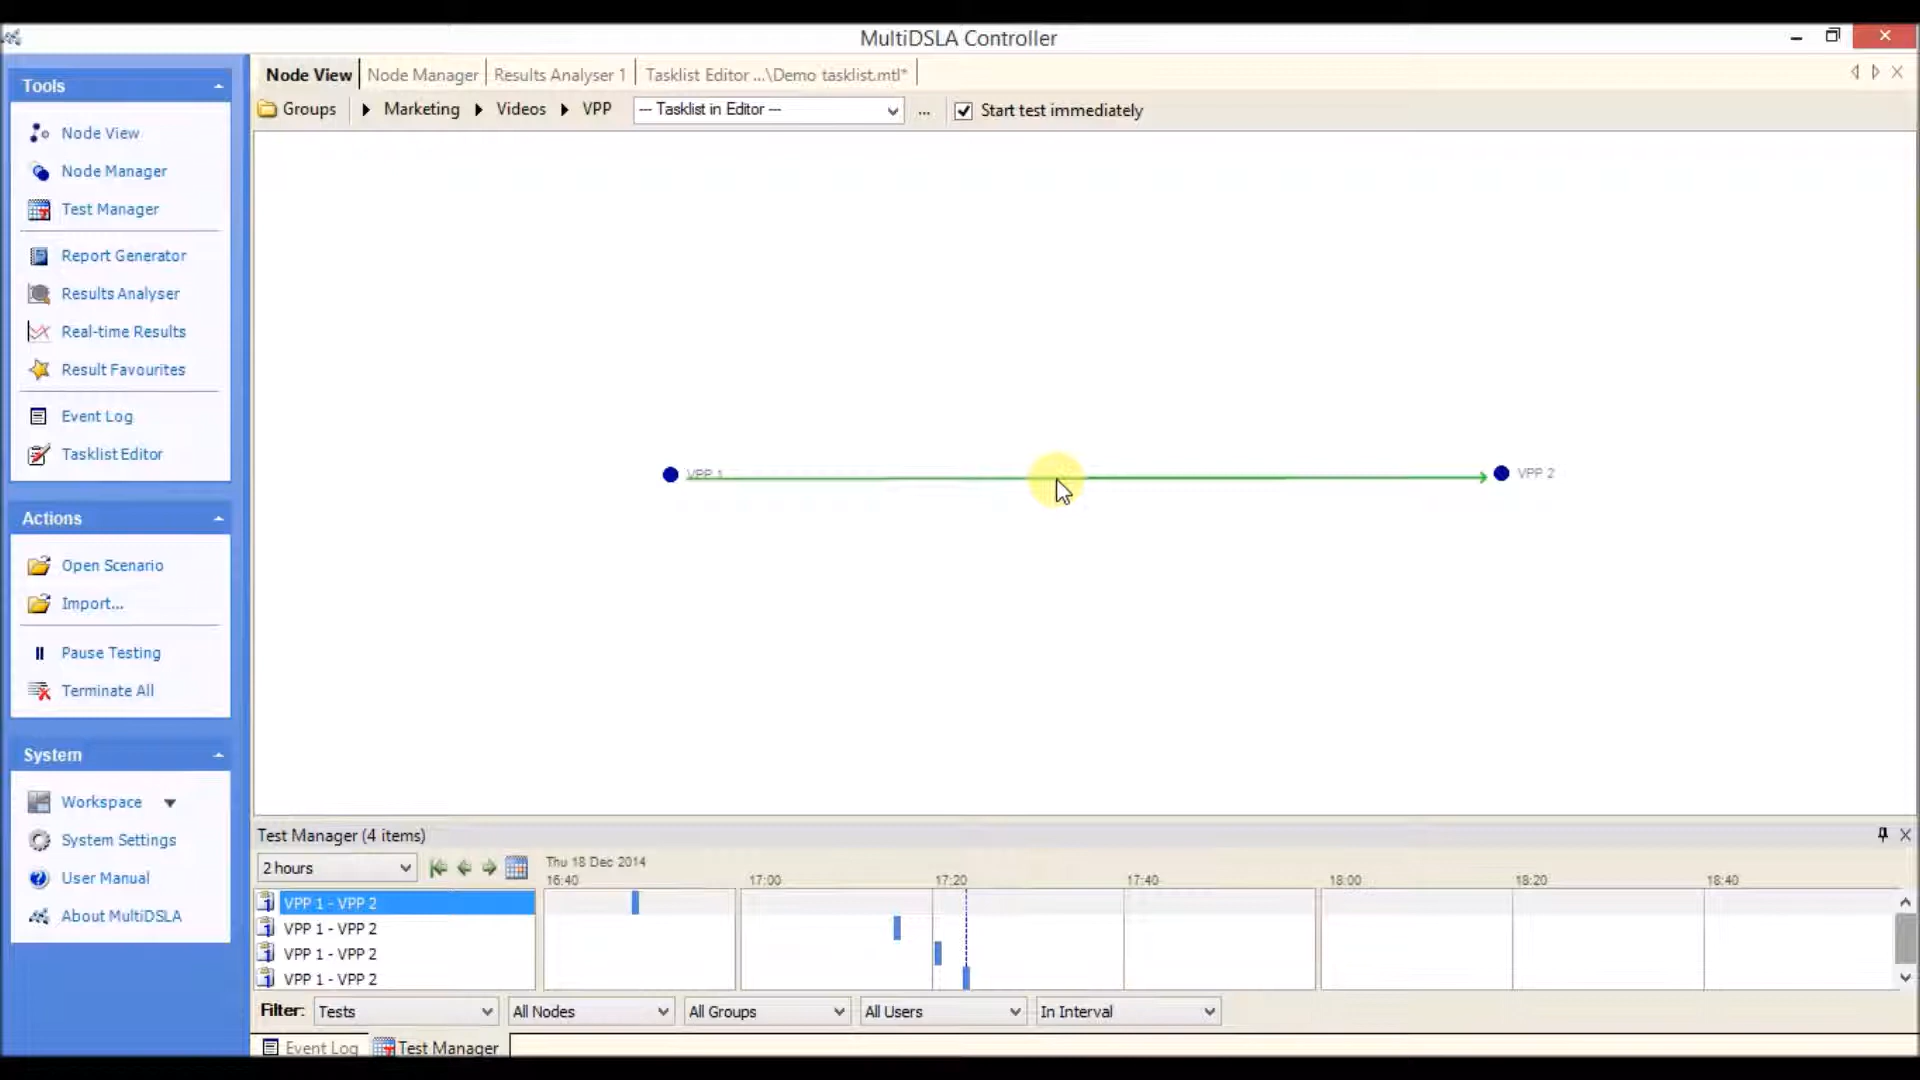 MultiDSLA Controller
Tools
Node View
Node Manager
Test Manager
Report Generator
Results Analyser
Real-time Results
Result Favourites
Event Log
Tasklist Editor
Actions
Open Scenario
Import...
Pause Testing
Terminate All
System
Workspace
System Settings
User Manual
About MultiDSLA
Node View Node Manager Results Analyser 1 Tasklist Editor ...\Demo tasklist.mtl*
Groups Marketing Videos VPP --- Tasklist in Editor --- ... Start test immediately
VPP 1 VPP 2
Test Manager (4 items)
2 hours Thu 18 Dec 2014
16:40 17:00 17:20 17:40 18:00 18:20 18:40
VPP 1 - VPP 2
VPP 1 - VPP 2
VPP 1 - VPP 2
VPP 1 - VPP 2
Filter: Tests All Nodes All Groups All Users In Interval
Event Log Test Manager